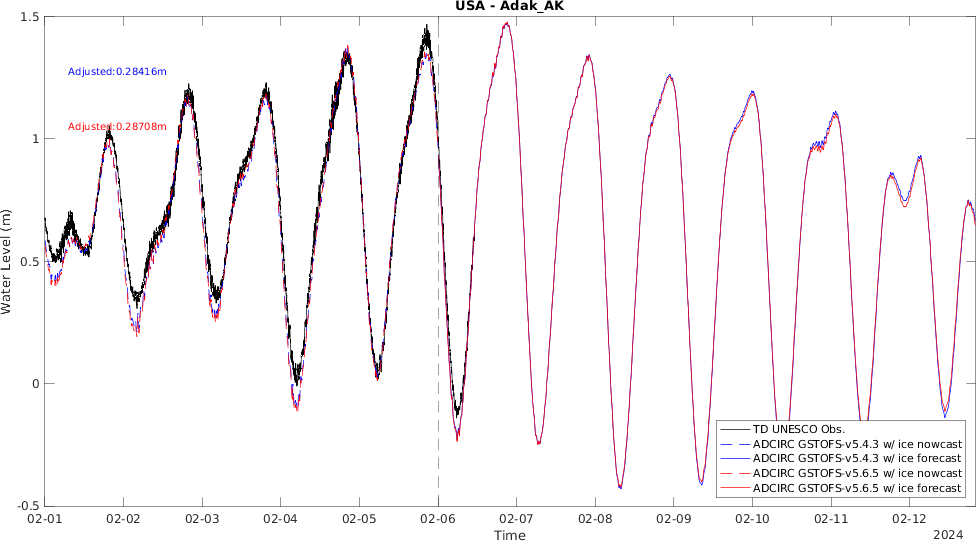 USA - Adak_AK
1.5
Adjusted:0.28416m
Adjusted:0.28708m
1
0.5
0
-0.5
Water Level (m)
TD UNESCO Obs.
ADCIRC GSTOFS-v5.4.3 w/ ice nowcast
ADCIRC GSTOFS-v5.4.3 w/ ice forecast
ADCIRC GSTOFS-v5.6.5 w/ ice nowcast
ADCIRC GSTOFS-v5.6.5 w/ ice forecast
02-01 02-02 02-03 02-04 02-05 02-06 02-07 02-08 02-09 02-10 02-11 02-12
Time
2024